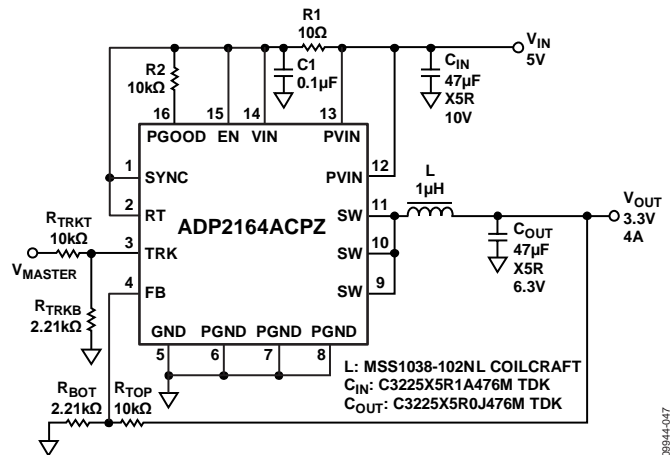 R1
10Ω
VIN
5V
R2
10kΩ
C1
0.1µF
CIN
47µF
X5R
10V
16
15
14
13
PGOOD
EN
VIN
PVIN
1
SYNC
12
PVIN
L
1µH
2
RT
11
SW
VOUT
3.3V
4A
ADP2164ACPZ
COUT
47µF
X5R
6.3V
RTRKT
10kΩ
VMASTER
3
TRK
10
SW
4
FB
9
SW
RTRKB
2.21kΩ
GND
PGND
PGND
PGND
5
6
7
8
L: MSS1038-102NL COILCRAFT
CIN: C3225X5R1A476M TDK
COUT: C3225X5R0J476M TDK
RBOT
2.21kΩ
RTOP
10kΩ
09944-047